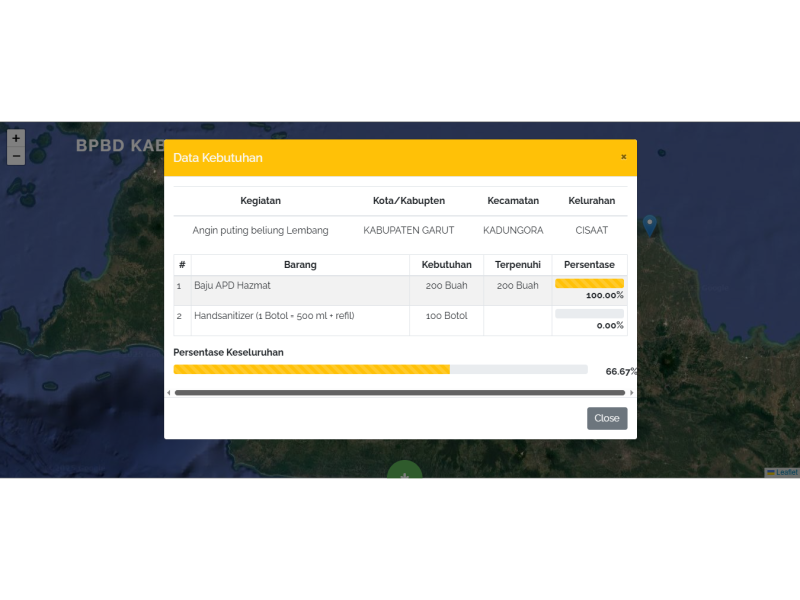 +
−
BPBD KAB
Data Kebutuhan
×
Kegiatan Kota/Kabupten Kecamatan Kelurahan
Angin puting beliung Lembang KABUPATEN GARUT KADUNGORA CISAAT
# Barang Kebutuhan Terpenuhi Persentase
1 Baju APD Hazmat 200 Buah 200 Buah 100.00%
2 Handsanitizer (1 Botol = 500 ml + refil) 100 Botol 0.00%
Persentase Keseluruhan
66.67%
Close
Leaflet